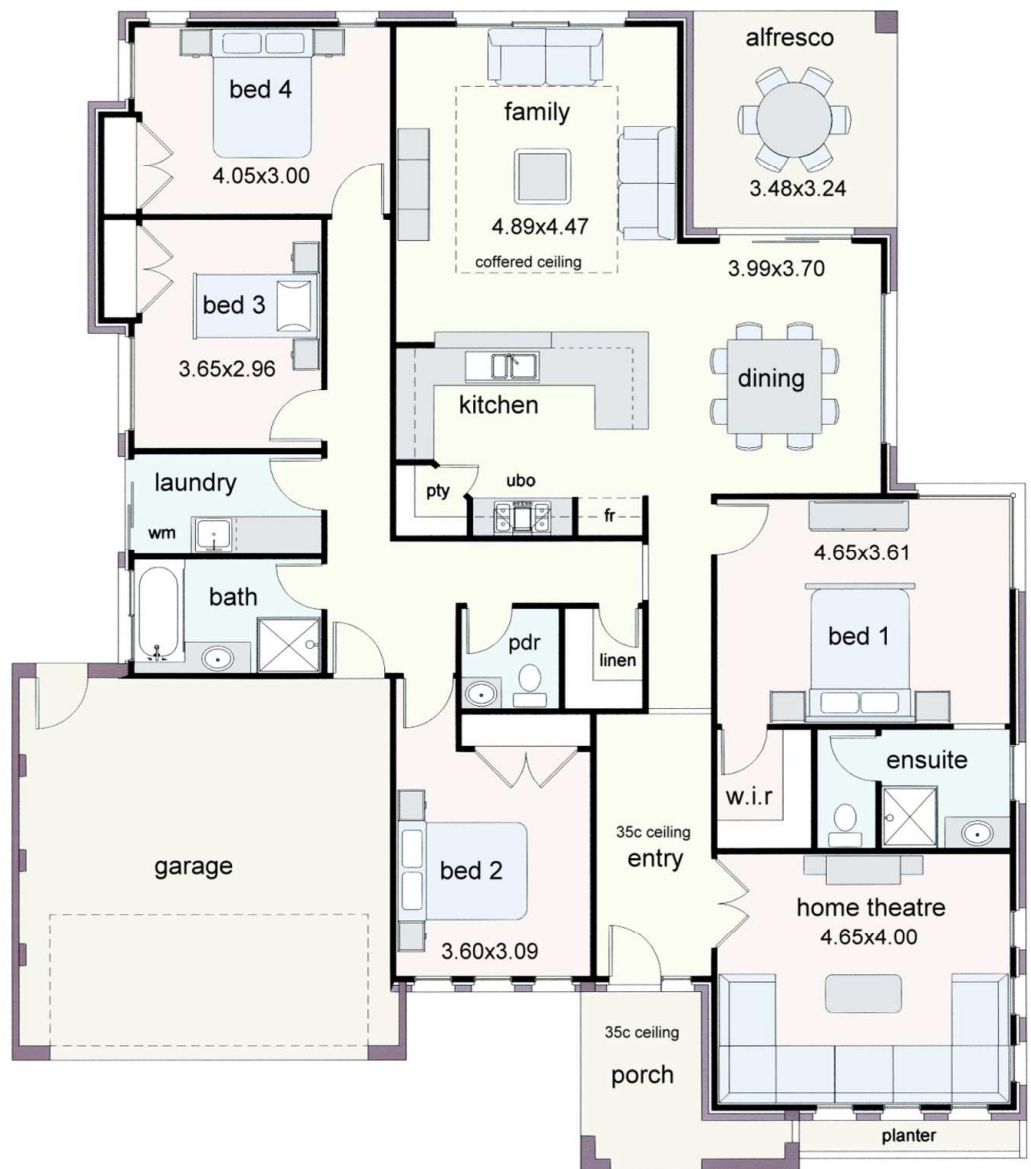 bed 4
4.05x3.00
family
4.89x4.47
coffered ceiling
alfresco
3.48x3.24
3.99x3.70
bed 3
3.65x2.96
kitchen
dining
laundry
wm
pty
ubo
fr
4.65x3.61
bed 1
bath
pdr
linen
w.i.r
ensuite
garage
bed 2
3.60x3.09
35c ceiling
entry
home theatre
4.65x4.00
35c ceiling
porch
planter